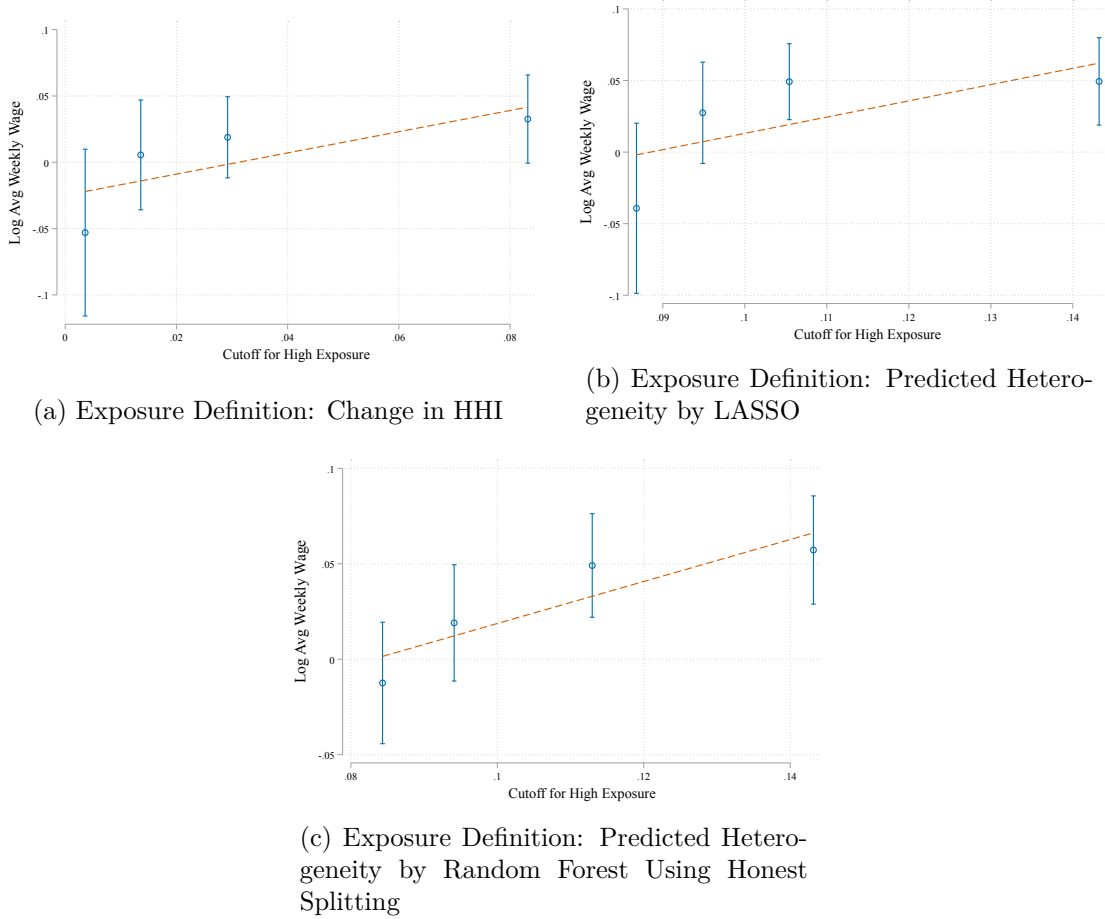 .1
.05
0
-.05
-.1
Log Avg Weekly Wage
0
.02
.04
.06
.08
Cutoff for High Exposure
(a) Exposure Definition: Change in HHI
.1
.05
0
-.05
-.1
Log Avg Weekly Wage
.09
.1
.11
.12
.13
.14
Cutoff for High Exposure
(b) Exposure Definition: Predicted Hetero-
geneity by LASSO
.1
.05
0
-.05
Log Avg Weekly Wage
.08
.1
.12
.14
Cutoff for High Exposure
(c) Exposure Definition: Predicted Hetero-
geneity by Random Forest Using Honest
Splitting